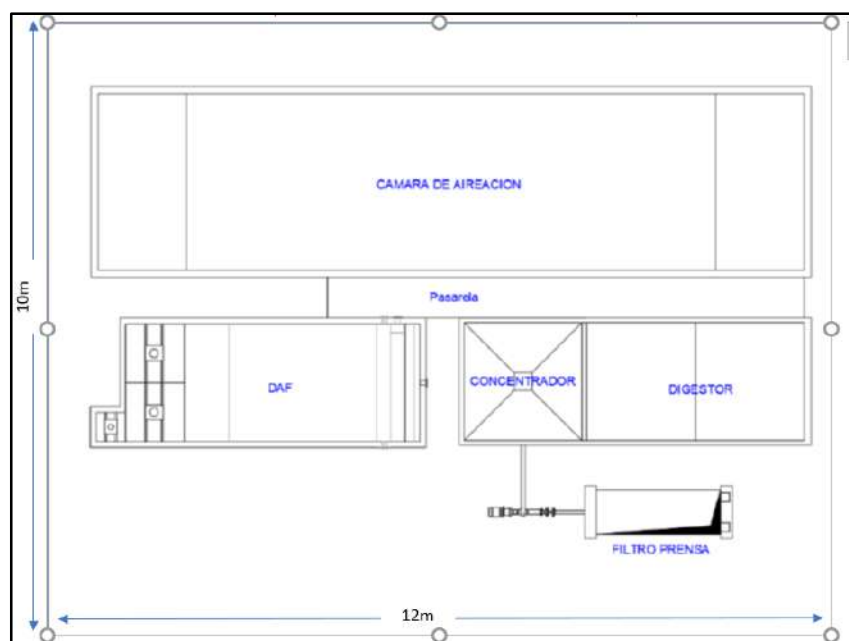 CAMARA DE AIREACION
10m
Pasarela
DAF
CONCENTRADOR
DIGESTOR
FILTRO PRENSA
12m